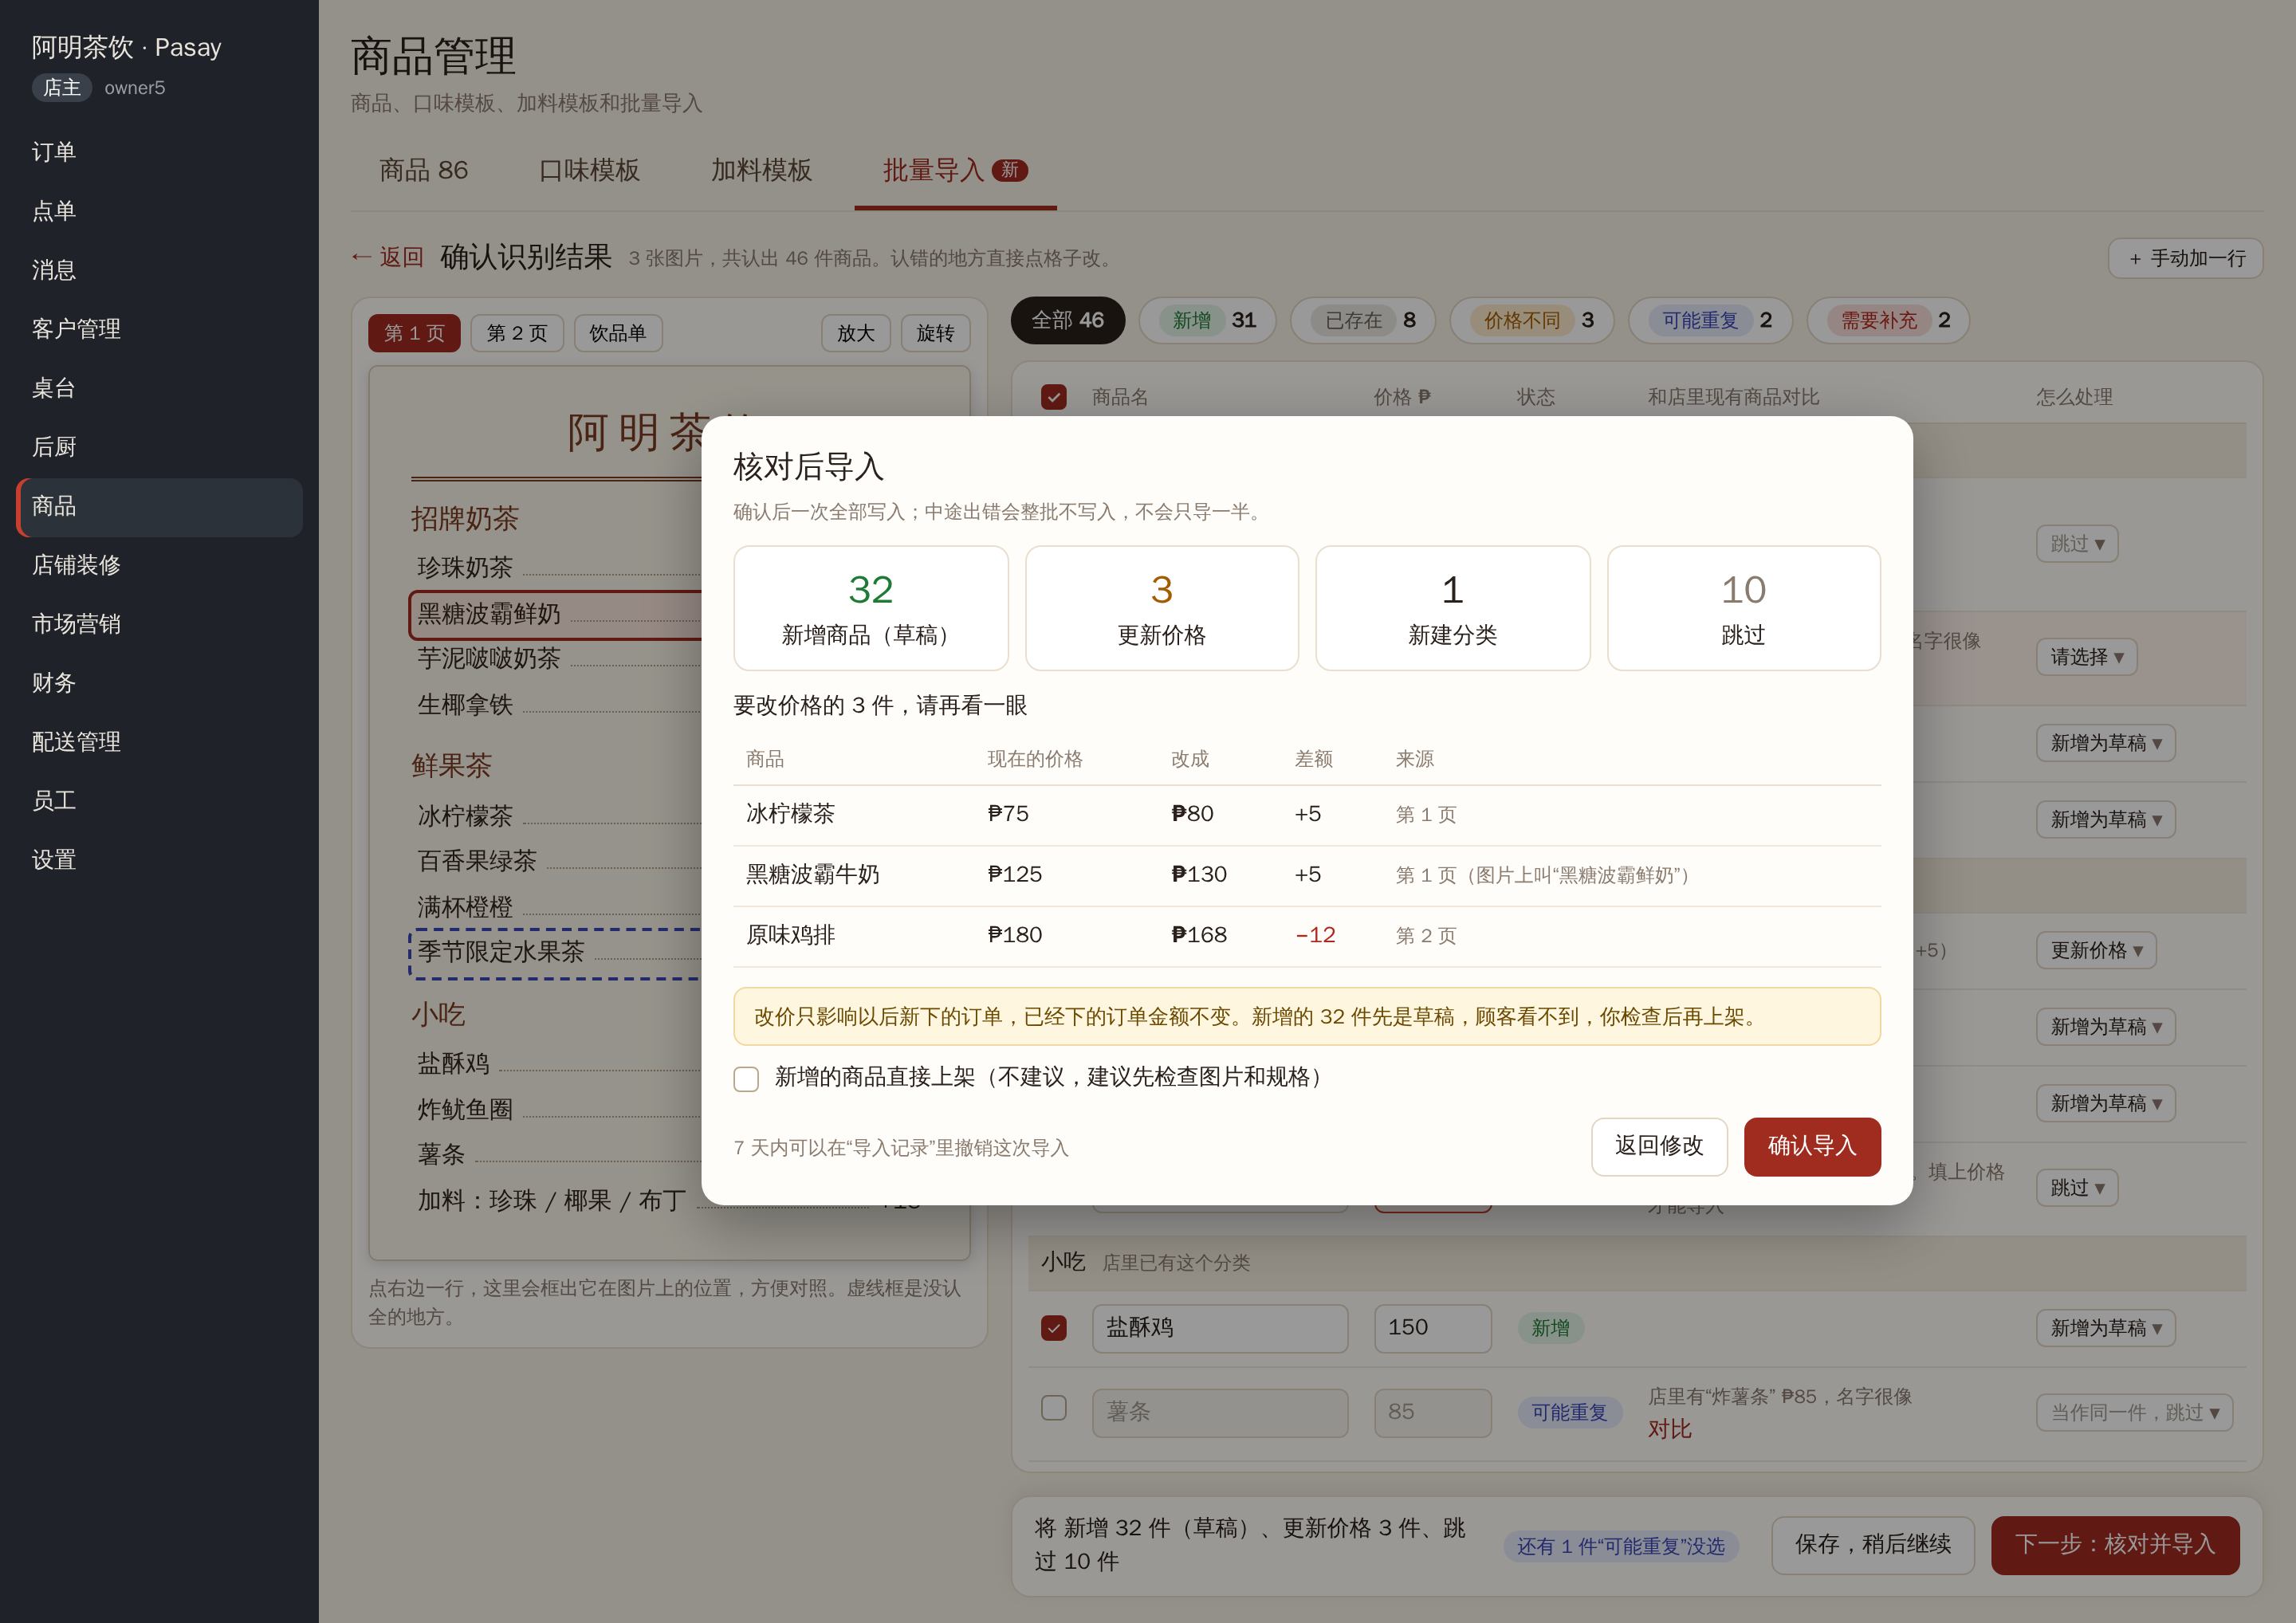 阿明茶饮 · Pasay
店主 owner5
订单
点单
消息
客户管理
桌台
后厨
商品
店铺装修
市场营销
财务
配送管理
员工
设置
商品管理
商品、口味模板、加料模板和批量导入
商品 86 口味模板 加料模板 批量导入 新
← 返回 确认识别结果 3 张图片，共认出 46 件商品。认错的地方直接点格子改。 + 手动加一行
第 1 页 第 2 页 饮品单 放大 旋转
阿明茶
招牌奶茶
珍珠奶茶
黑糖波霸鲜奶
芋泥啵啵奶茶
生椰拿铁
鲜果茶
冰柠檬茶
百香果绿茶
满杯橙橙
季节限定水果茶
小吃
盐酥鸡
炸鱿鱼圈
薯条
加料：珍珠 / 椰果 / 布丁
点右边一行，这里会框出它在图片上的位置，方便对照。虚线框是没认
全的地方。
全部 46 新增 31 已存在 8 价格不同 3 可能重复 2 需要补充 2
商品名 价格 ₱ 状态 和店里现有商品对比 怎么处理
跳过 ▾
名字很像
请选择 ▾
新增为草稿 ▾
新增为草稿 ▾
+5） 更新价格 ▾
新增为草稿 ▾
新增为草稿 ▾
。填上价格
才能导入
跳过 ▾
小吃 店里已有这个分类
盐酥鸡 150 新增 新增为草稿 ▾
薯条 85 可能重复 店里有“炸薯条” ₱85，名字很像
对比
当作同一件，跳过 ▾
将 新增 32 件（草稿）、更新价格 3 件、跳
过 10 件
还有 1 件“可能重复”没选 保存，稍后继续 下一步：核对并导入
核对后导入
确认后一次全部写入；中途出错会整批不写入，不会只导一半。
32 3 1 10
新增商品（草稿） 更新价格 新建分类 跳过
要改价格的 3 件，请再看一眼
商品 现在的价格 改成 差额 来源
冰柠檬茶 ₱75 ₱80 +5 第 1 页
黑糖波霸牛奶 ₱125 ₱130 +5 第 1 页（图片上叫“黑糖波霸鲜奶”）
原味鸡排 ₱180 ₱168 −12 第 2 页
改价只影响以后新下的订单，已经下的订单金额不变。新增的 32 件先是草稿，顾客看不到，你检查后再上架。
新增的商品直接上架（不建议，建议先检查图片和规格）
7 天内可以在“导入记录”里撤销这次导入 返回修改 确认导入